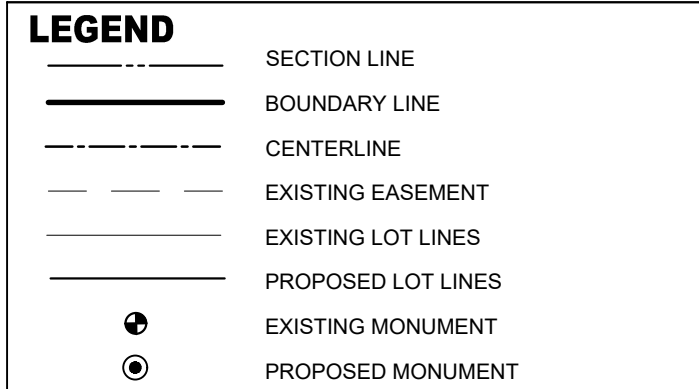 LEGEND
SECTION LINE
BOUNDARY LINE
CENTERLINE
EXISTING EASEMENT
EXISTING LOT LINES
PROPOSED LOT LINES
EXISTING MONUMENT
PROPOSED MONUMENT